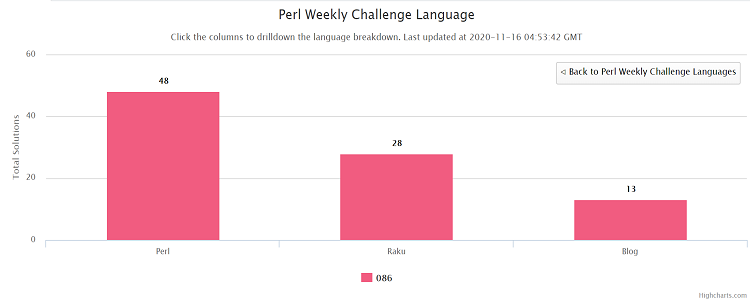 Perl Weekly Challenge Language
Click the columns to drilldown the language breakdown. Last updated at 2020-11-16 04:53:42 GMT
◁ Back to Perl Weekly Challenge Languages
Total Solutions
60
40
20
0
48
28
13
Perl
Raku
Blog
086
Highcharts.com